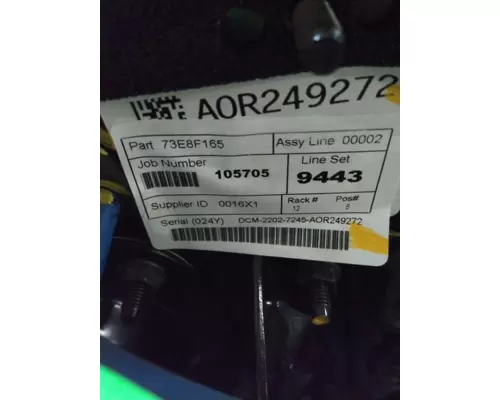 AOR249272
Part 73E8F165 Assy Line 00002
Job Number 105705 Line Set 9443
Supplier ID 0016X1 Rack # 12 Pos# 8
Serial (024Y) DCM-2202-7245-AOR249272